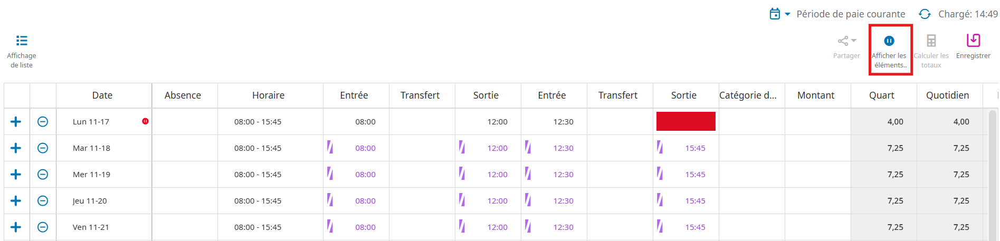 Période de paie courante Chargé: 14:49
Affichage
de liste
Partager
Afficher les
éléments..
Calculer les
totaux
Enregistrer
Date Absence Horaire Entrée Transfert Sortie Entrée Transfert Sortie Catégorie d... Montant Quart Quotidien
Lun 11-17 08:00 - 15:45 08:00 12:00 12:30 4,00 4,00
Mar 11-18 08:00 - 15:45 08:00 12:00 12:30 15:45 7,25 7,25
Mer 11-19 08:00 - 15:45 08:00 12:00 12:30 15:45 7,25 7,25
Jeu 11-20 08:00 - 15:45 08:00 12:00 12:30 15:45 7,25 7,25
Ven 11-21 08:00 - 15:45 08:00 12:00 12:30 15:45 7,25 7,25